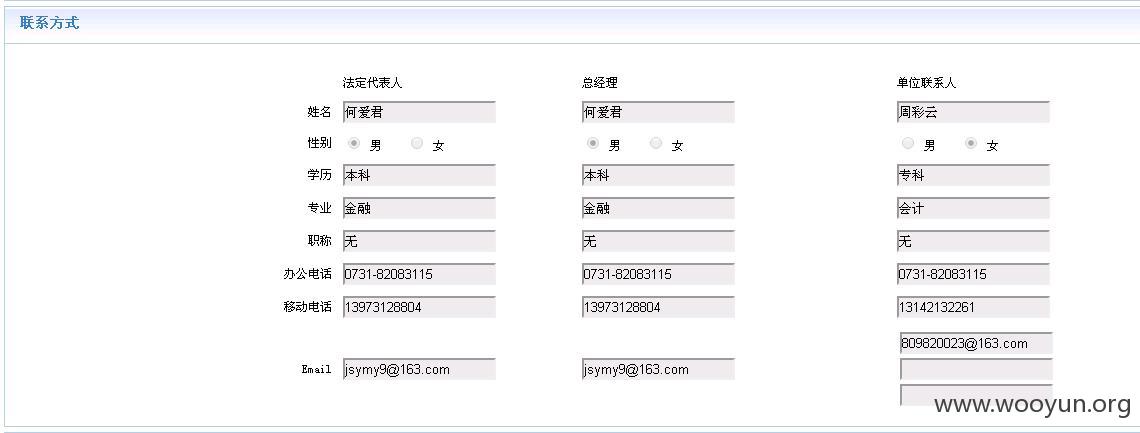 联系方式
法定代表人 总经理 单位联系人
姓名 何爱君 何爱君 周彩云
性别 男 女 男 女 男 女
学历 本科 本科 专科
专业 金融 金融 会计
职称 无 无 无
办公电话 0731-82083115 0731-82083115 0731-82083115
移动电话 13973128804 13973128804 13142132261
809820023@163.com
Email jsymy9@163.com jsymy9@163.com
www.wooyun.org